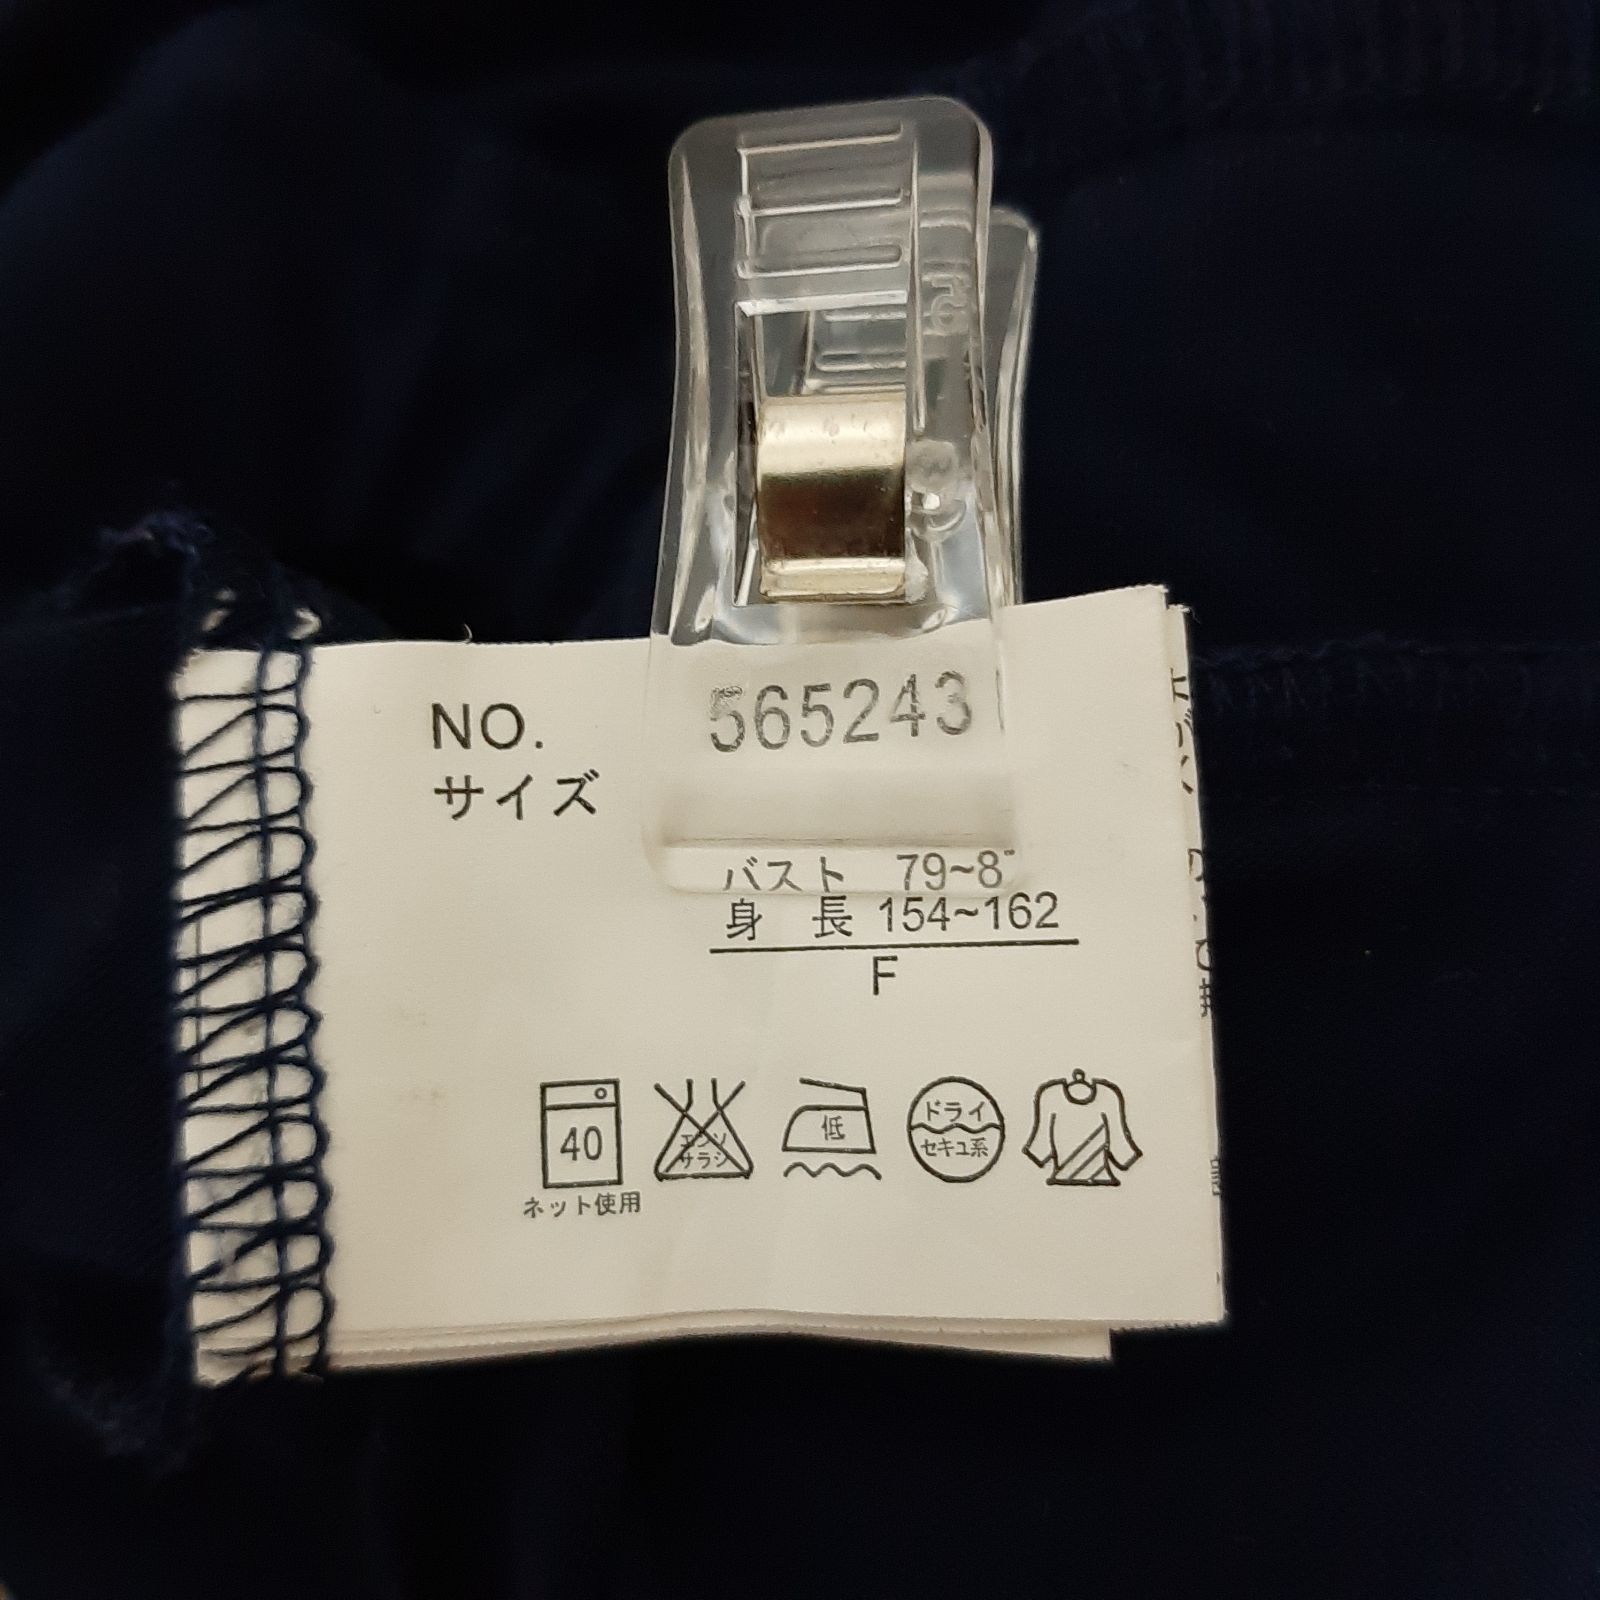 NO. 565243
サイズ
バスト 79~8
身 長 154~162
F
40
エンソ
サラシ
低
ドライ
セキユ系
ネット使用